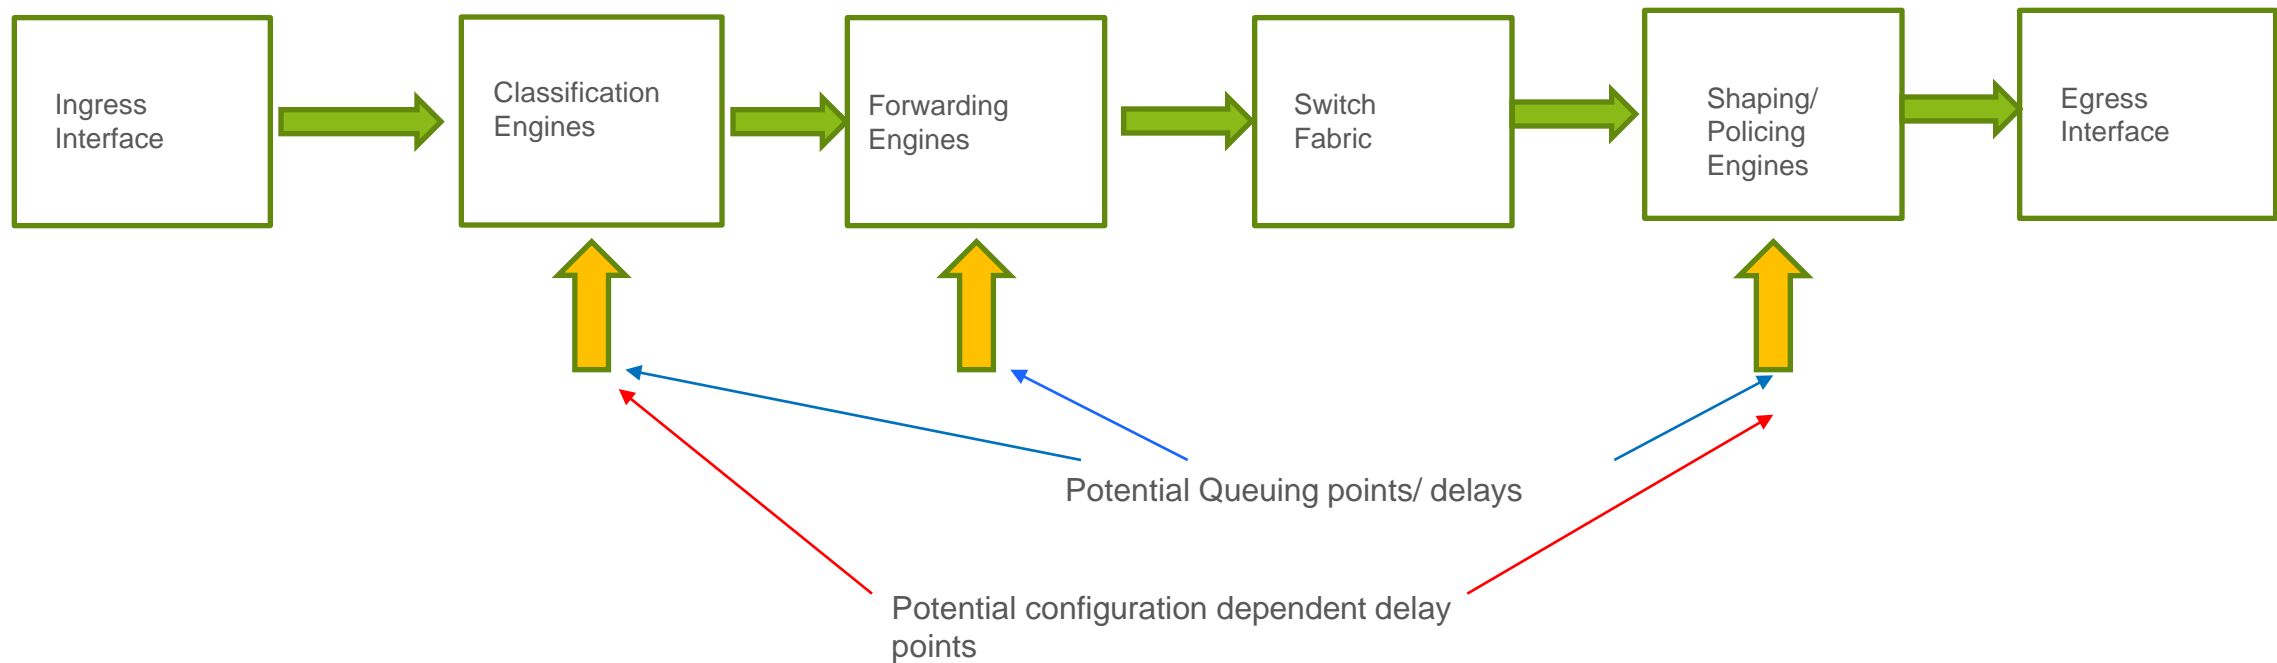 Ingress
Interface
Classification
Engines
Forwarding
Engines
Switch
Fabric
Shaping/
Policing
Engines
Egress
Interface
Potential Queuing points/ delays
Potential configuration dependent delay
points